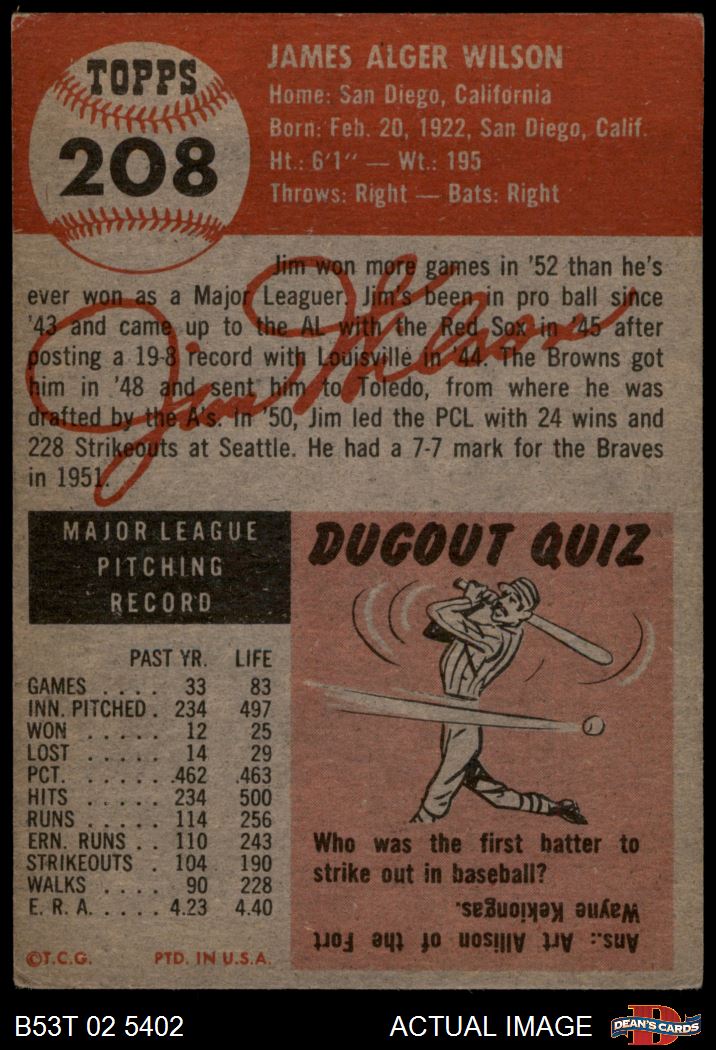 TOPPS
208
JAMES ALGER WILSON
Home: San Diego, California
Born: Feb. 20, 1922, San Diego, Calif.
Ht.: 6'1" — Wt.: 195
Throws: Right — Bats: Right
Jim won more games in '52 than he's
ever won as a Major Leaguer. Jim's been in pro ball since
'43 and came up to the AL with the Red Sox in '45 after
posting a 19-8 record with Louisville in '44. The Browns got
him in '48 and sent him to Toledo, from where he was
drafted by the A's. In '50, Jim led the PCL with 24 wins and
228 Strikeouts at Seattle. He had a 7-7 mark for the Braves
in 1951.
Jim Wilson
MAJOR LEAGUE
PITCHING
RECORD
PAST YR. LIFE
GAMES .... 33 83
INN. PITCHED . 234 497
WON ..... 12 25
LOST ..... 14 29
PCT. ...... .462 .463
HITS ..... 234 500
RUNS ..... 114 256
ERN. RUNS .. 110 243
STRIKEOUTS . 104 190
WALKS .... 90 228
E. R. A. ..... 4.23 4.40
©T.C.G. PTD. IN U.S.A.
DUGOUT QUIZ
Who was the first batter to
strike out in baseball?
Ans.: Art Allison of the Fort
Wayne Kekiongas.
B53T 02 5402
ACTUAL IMAGE
D
DEAN'S CARDS